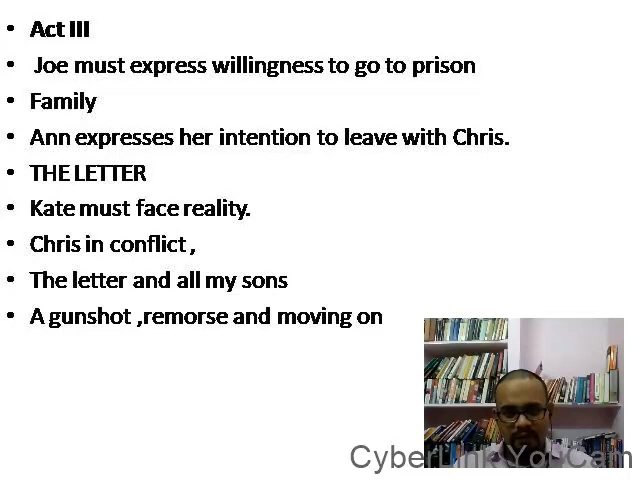 • Act III
• Joe must express willingness to go to prison
• Family
• Ann expresses her intention to leave with Chris.
• THE LETTER
• Kate must face reality.
• Chris in conflict ,
• The letter and all my sons
• A gunshot ,remorse and moving on
CyberLink YouCam